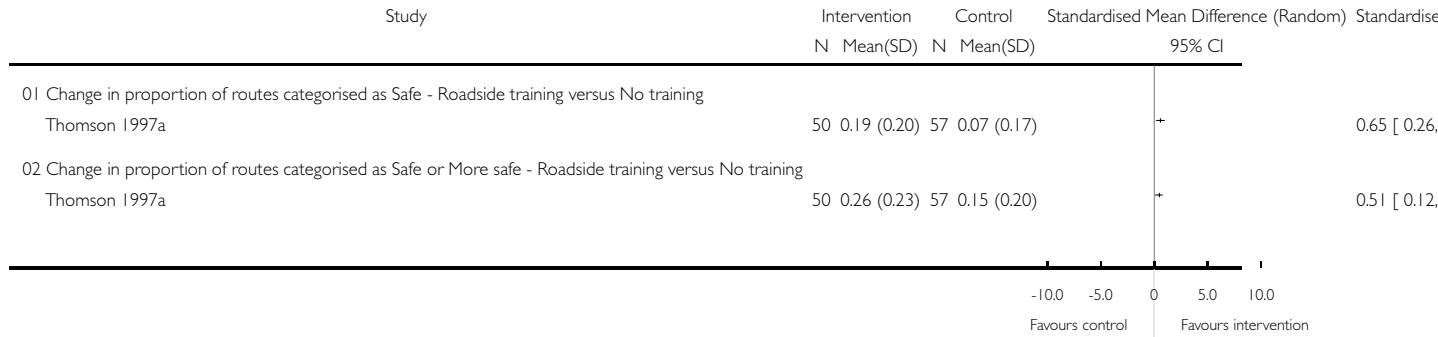 Study Intervention Control Standardised Mean Difference (Random) Standardise
N Mean(SD) N Mean(SD) 95% CI
01 Change in proportion of routes categorised as Safe - Roadside training versus No training
Thomson 1997a 50 0.19 (0.20) 57 0.07 (0.17) 0.65 [ 0.26,
02 Change in proportion of routes categorised as Safe or More safe - Roadside training versus No training
Thomson 1997a 50 0.26 (0.23) 57 0.15 (0.20) 0.51 [ 0.12,
-10.0 -5.0 0 5.0 10.0
Favours control Favours intervention